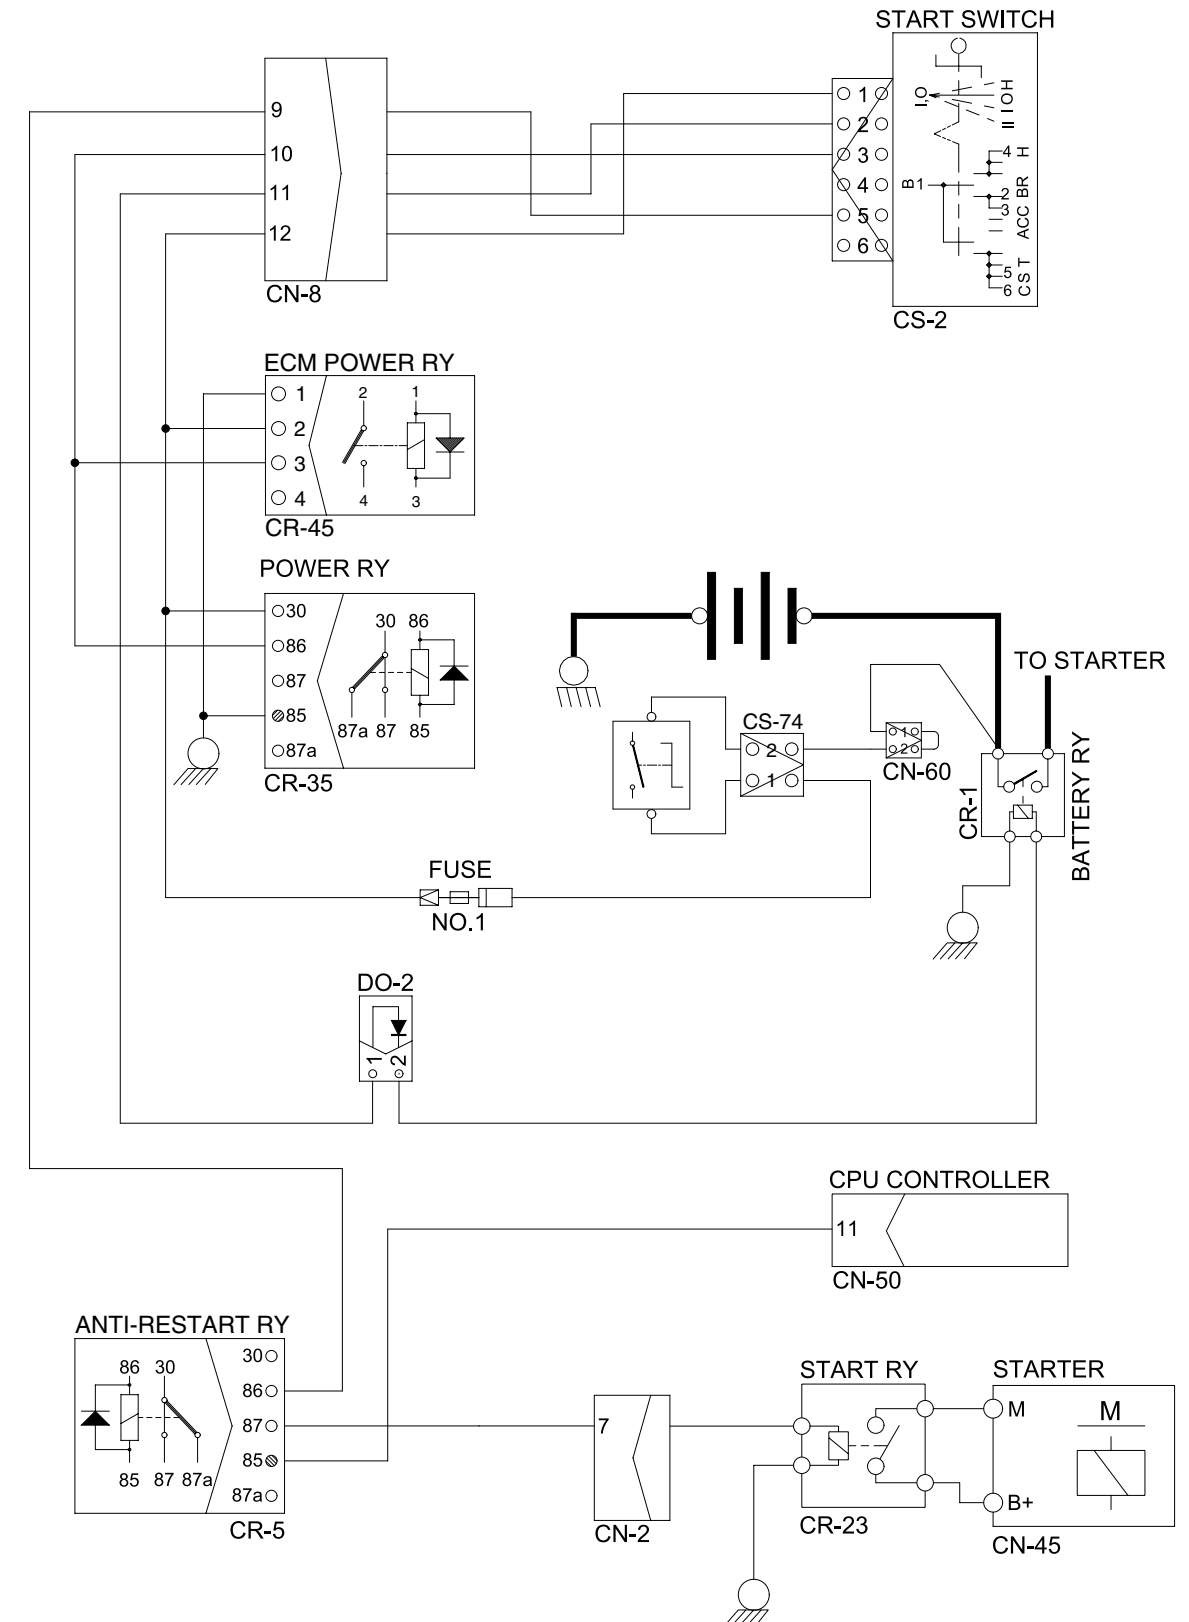 START SWITCH
9
10
11
12
CN-8
1
2
3
4
5
6
I,O
H
O
I
II
B 1
4 H
BR
2
3
ACC
T
5
CS
6
CS-2
ECM POWER RY
1
2
3
4
2
1
4
3
CR-45
POWER RY
30
86
87
85
87a
30 86
87a 87 85
CR-35
TO STARTER
CS-74
2
1
1
2
CN-60
CR-1
BATTERY RY
FUSE
NO.1
DO-2
1
2
CPU CONTROLLER
11
CN-50
ANTI-RESTART RY
86 30
85 87 87a
30
86
87
85
87a
CR-5
7
CN-2
START RY
CR-23
STARTER
M
M
B+
CN-45